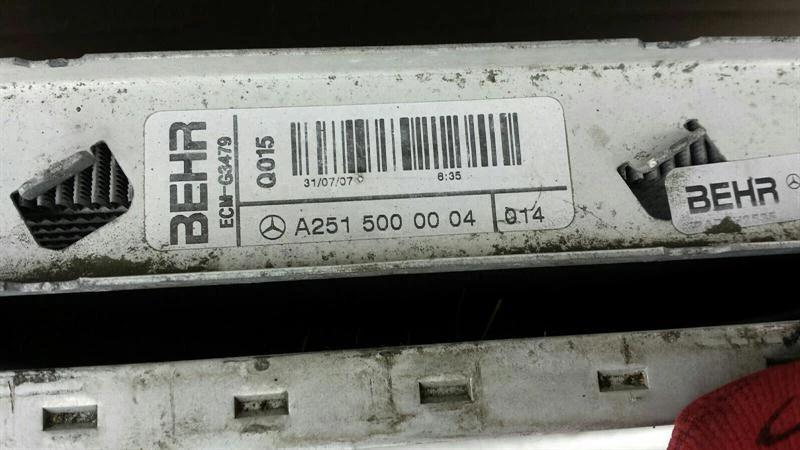 BEHR
ECM-G3479
Q015
31/07/07
6:35
A251 500 00 04
Q14
BEHR